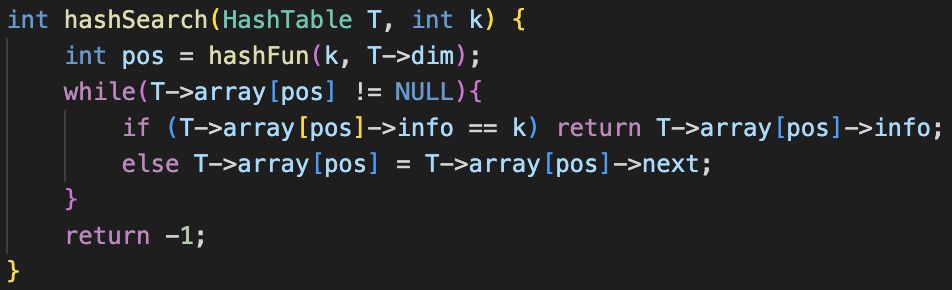 int hashSearch(HashTable T, int k) {
    int pos = hashFun(k, T->dim);
    while(T->array[pos] != NULL){
        if (T->array[pos]->info == k) return T->array[pos]->info;
        else T->array[pos] = T->array[pos]->next;
    }
    return -1;
}